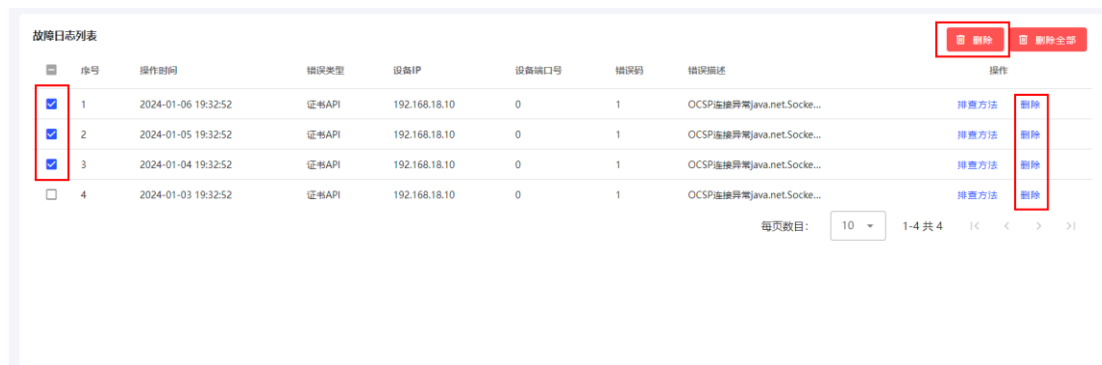 故障日志列表 删除 删除全部
序号 操作时间 错误类型 设备IP 设备端口号 错误码 错误描述 操作
1 2024-01-06 19:32:52 证书API 192.168.18.10 0 1 OCSP连接异常java.net.Socke... 排查方法 删除
2 2024-01-05 19:32:52 证书API 192.168.18.10 0 1 OCSP连接异常java.net.Socke... 排查方法 删除
3 2024-01-04 19:32:52 证书API 192.168.18.10 0 1 OCSP连接异常java.net.Socke... 排查方法 删除
4 2024-01-03 19:32:52 证书API 192.168.18.10 0 1 OCSP连接异常java.net.Socke... 排查方法 删除
每页数目: 10 1-4 共 4